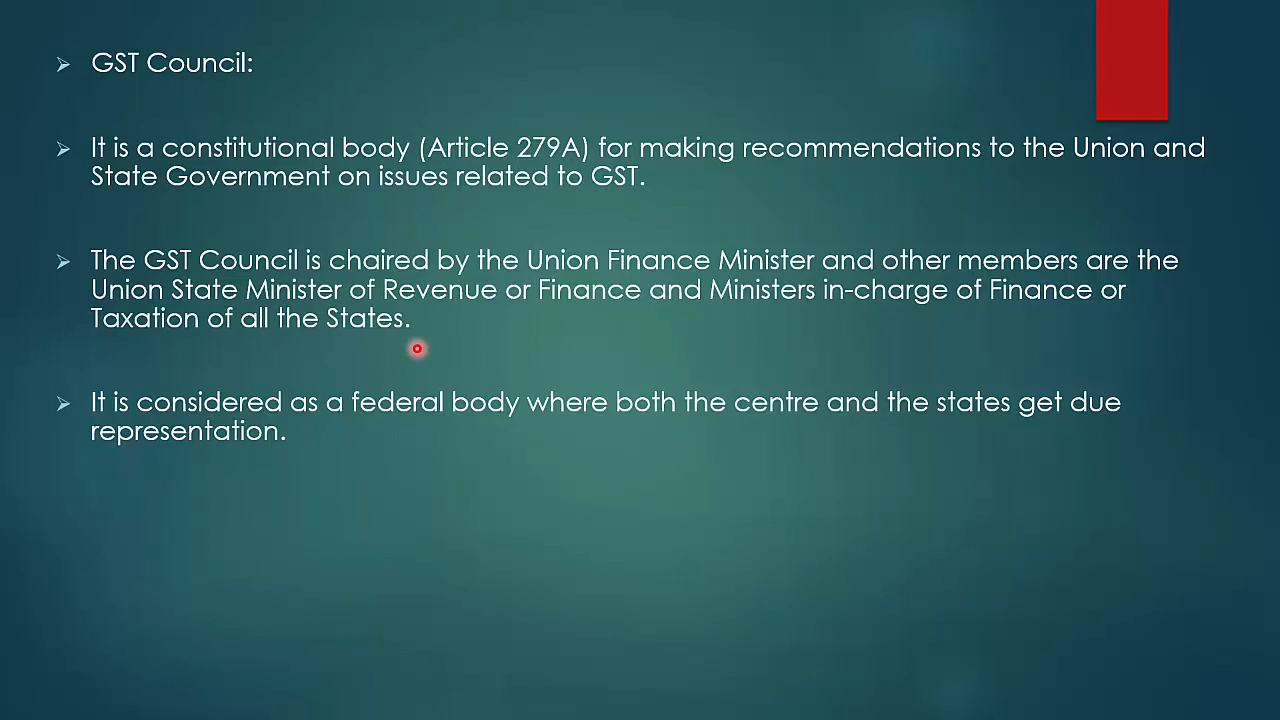 GST Council:
It is a constitutional body (Article 279A) for making recommendations to the Union and
State Government on issues related to GST.
The GST Council is chaired by the Union Finance Minister and other members are the
Union State Minister of Revenue or Finance and Ministers in-charge of Finance or
Taxation of all the States.
It is considered as a federal body where both the centre and the states get due
representation.